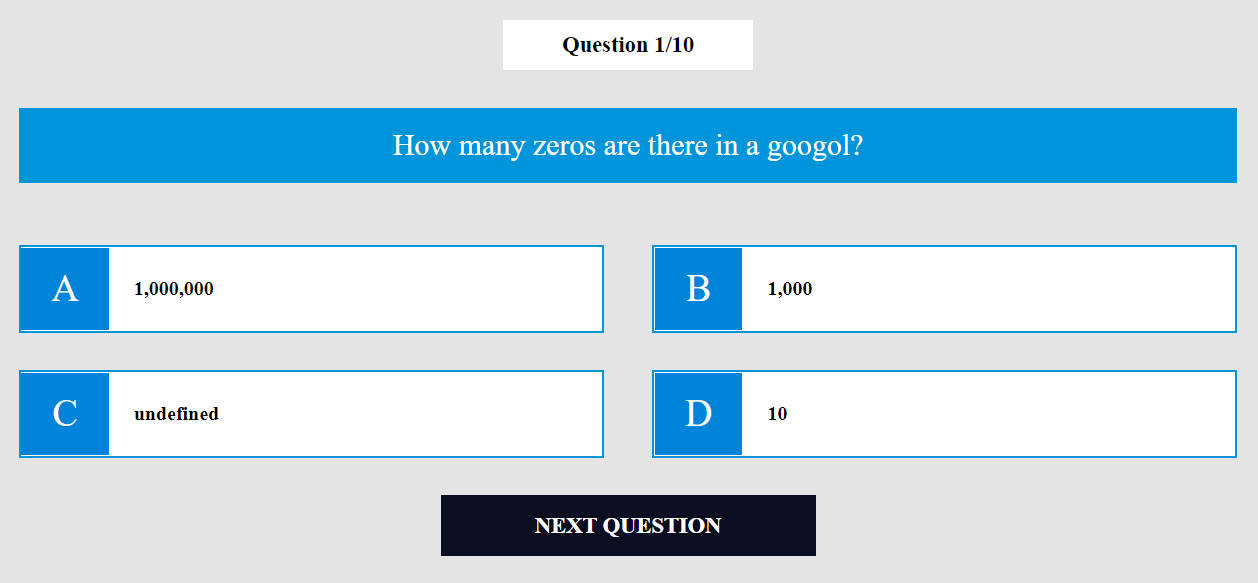 Question 1/10
How many zeros are there in a googol?
A 1,000,000
B 1,000
C undefined
D 10
NEXT QUESTION